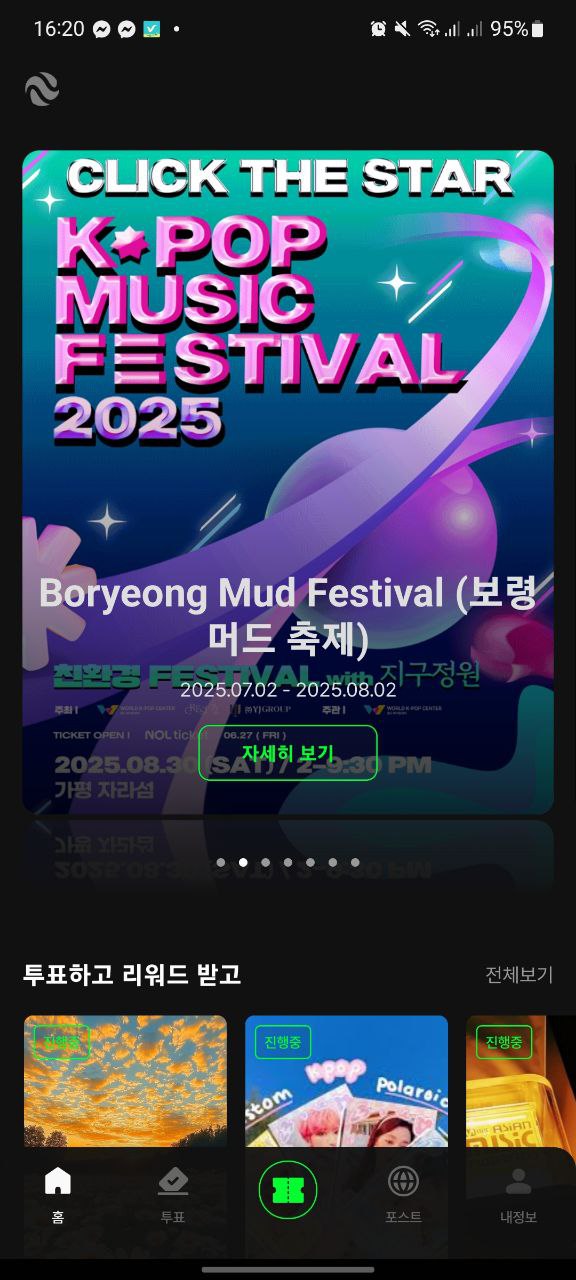 16:20
95%
CLICK THE STAR
K POP
MUSIC
FESTIVAL
2025
Boryeong Mud Festival (보령
머드 축제)
친환경 FESTIVAL with 지구정원
2025.07.02 - 2025.08.02
주최 | WORLD K-POP CENTER YJGROUP 주관 | WORLD K-POP CENTER
TICKET OPEN | NOL ticket 06.27 ( FRI )
자세히 보기
2025.08.30 (SAT) / 2-9:30 PM
가평 자라섬
투표하고 리워드 받고
전체보기
진행중
진행중
진행중
kpop
stom
Polaroid
ASIAN
MUSIC
홈
투표
포스트
내정보